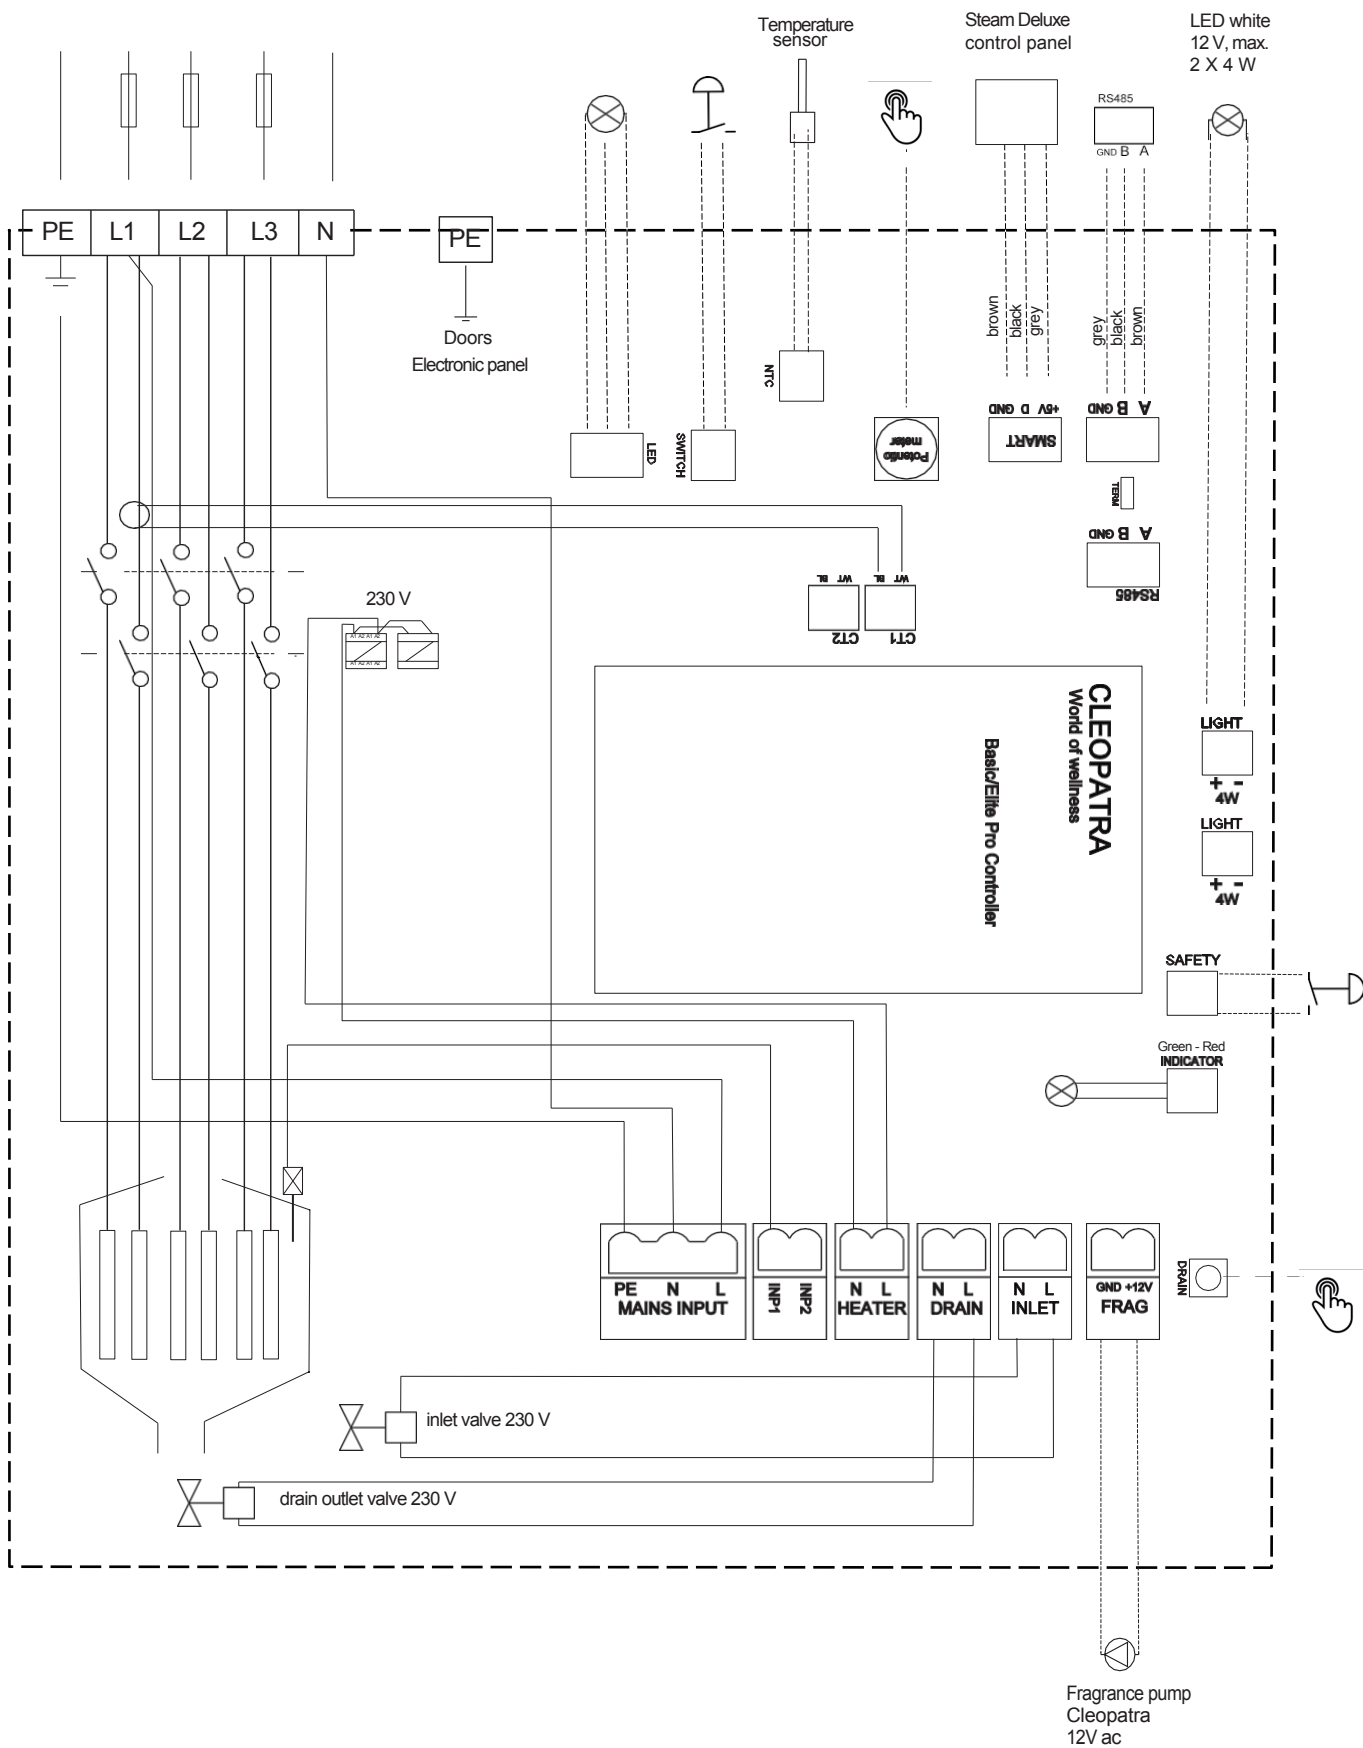 Temperature
sensor
Steam Deluxe
control panel
LED white
12 V, max.
2 X 4 W
RS485
GND B A
PE L1 L2 L3 N
PE
Doors
Electronic panel
brown
black
grey
grey
black
brown
NTC
LED
SWITCH
Potentio
meter
+5V D GND
SMART
A B GND
TERM
A B GND
RS485
WT BL
CT2
WT BL
CT1
230 V
A1 A2 A1 A2
A1 A2 A1 A2
CLEOPATRA
World of wellness
Basic/Elite Pro Controller
LIGHT
+ -
4W
LIGHT
+ -
4W
SAFETY
Green - Red
INDICATOR
PE N L
MAINS INPUT
INP1
INP2
N L
HEATER
N L
DRAIN
N L
INLET
GND +12V
FRAG
DRAIN
inlet valve 230 V
drain outlet valve 230 V
Fragrance pump
Cleopatra
12V ac